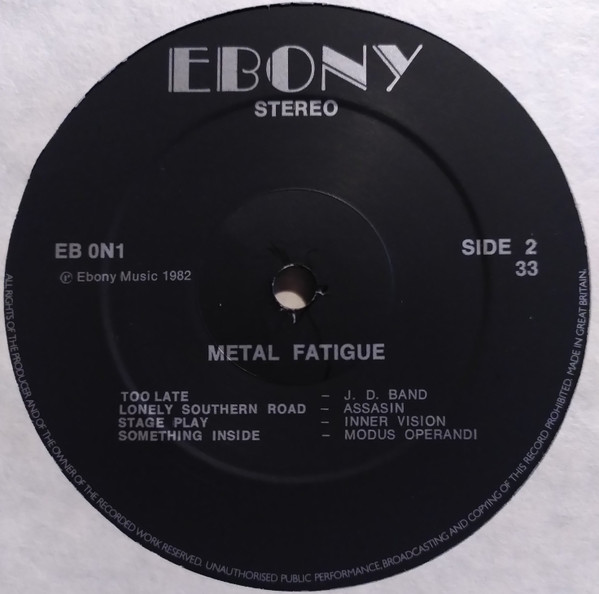 EBONY
STEREO
EB 0N1
SIDE 2
33
℗ Ebony Music 1982
METAL FATIGUE
TOO LATE – J. D. BAND
LONELY SOUTHERN ROAD – ASSASIN
STAGE PLAY – INNER VISION
SOMETHING INSIDE – MODUS OPERANDI
ALL RIGHTS OF THE PRODUCER AND OF THE OWNER OF THE RECORDED WORK RESERVED. UNAUTHORISED PUBLIC PERFORMANCE, BROADCASTING AND COPYING OF THIS RECORD PROHIBITED. MADE IN GREAT BRITAIN.